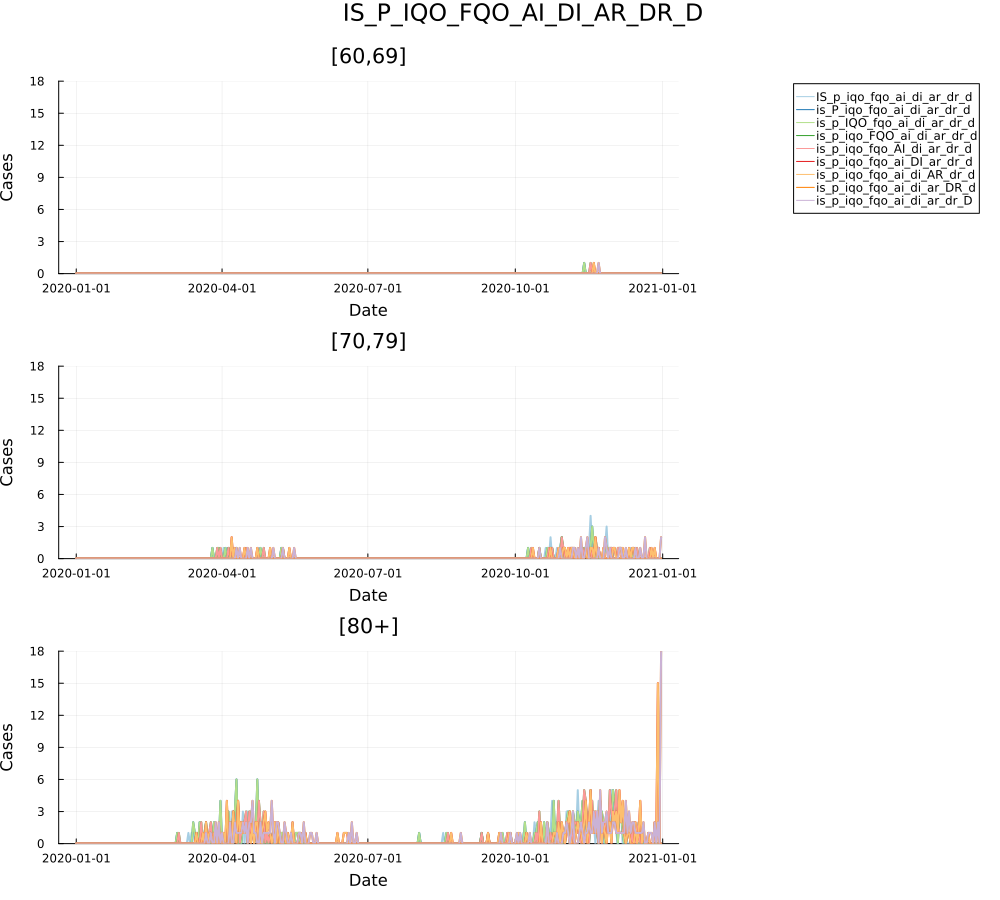 IS_P_IQO_FQO_AI_DI_AR_DR_D
[60,69]
18
15
12
9
6
3
0
Cases
2020-01-01 2020-04-01 2020-07-01 2020-10-01 2021-01-01
Date
IS_p_iqo_fqo_ai_di_ar_dr_d
is_P_iqo_fqo_ai_di_ar_dr_d
is_p_IQO_fqo_ai_di_ar_dr_d
is_p_iqo_FQO_ai_di_ar_dr_d
is_p_iqo_fqo_AI_di_ar_dr_d
is_p_iqo_fqo_ai_DI_ar_dr_d
is_p_iqo_fqo_ai_di_AR_dr_d
is_p_iqo_fqo_ai_di_ar_DR_d
is_p_iqo_fqo_ai_di_ar_dr_D
[70,79]
18
15
12
9
6
3
0
Cases
2020-01-01 2020-04-01 2020-07-01 2020-10-01 2021-01-01
Date
[80+]
18
15
12
9
6
3
0
Cases
2020-01-01 2020-04-01 2020-07-01 2020-10-01 2021-01-01
Date